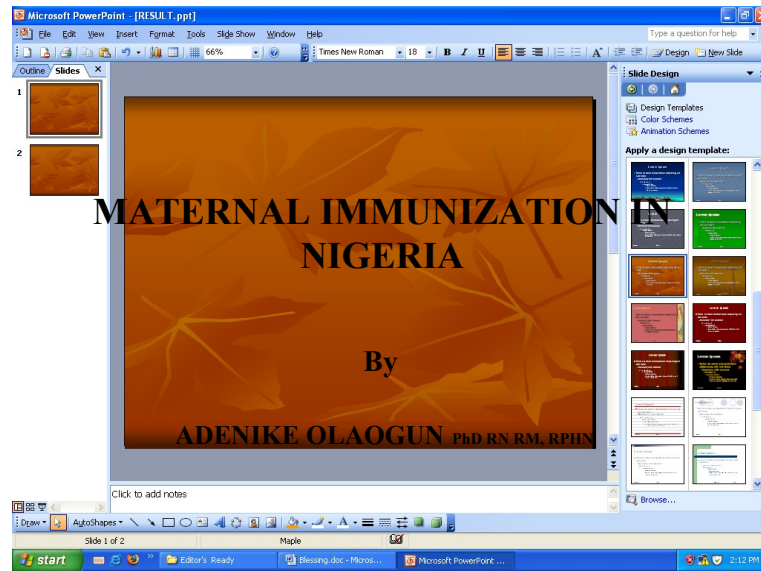 Microsoft PowerPoint - [RESULT.ppt]
File Edit View Insert Format Tools Slide Show Window Help
Type a question for help
66%
Times New Roman 18 B I U Design New Slide
Outline Slides
Slide Design
1
Design Templates
Color Schemes
Animation Schemes
Apply a design template:
2
MATERNAL IMMUNIZATION IN
NIGERIA
By
ADENIKE OLAOGUN PhD RN RM, RPHN
Click to add notes
Browse...
Draw AutoShapes
Slide 1 of 2 Maple
start Editor's Ready Blessing.doc - Micros... Microsoft PowerPoint ... 2:12 PM